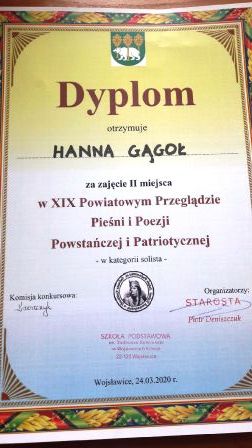 Dyplom
otrzymuje
HANNA GĄGOŁ
za zajęcie II miejsca
w XIX Powiatowym Przeglądzie
Pieśni i Poezji
Powstańczej i Patriotycznej
- w kategorii solista -
Komisja konkursowa:
Organizatorzy:
STAROSTA
Piotr Deniszczuk
SZKOŁA PODSTAWOWA
22-120 Wojsławice
Wojsławice, 24.03.2020 r.